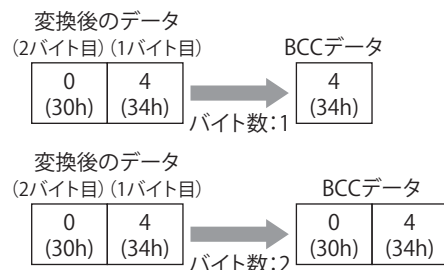 変換後のデータ
(2バイト目) (1バイト目) BCCデータ
0 4 4
(30h) (34h) (34h)
バイト数:1
変換後のデータ
(2バイト目) (1バイト目) BCCデータ
0 4 0 4
(30h) (34h) (30h) (34h)
バイト数:2